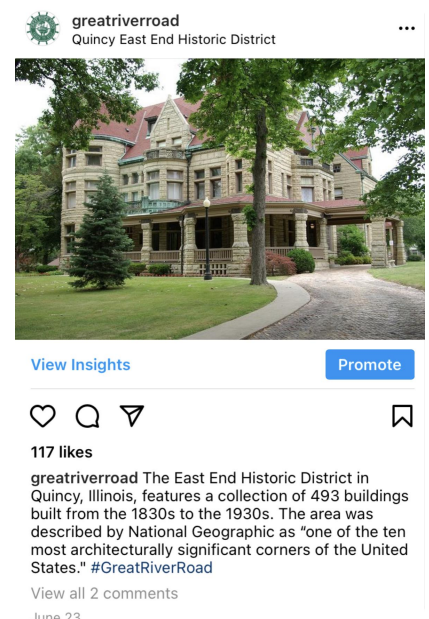 greatriverroad
Quincy East End Historic District
View Insights
Promote
117 likes
greatriverroad The East End Historic District in
Quincy, Illinois, features a collection of 493 buildings
built from the 1830s to the 1930s. The area was
described by National Geographic as “one of the ten
most architecturally significant corners of the United
States." #GreatRiverRoad
View all 2 comments
June 23